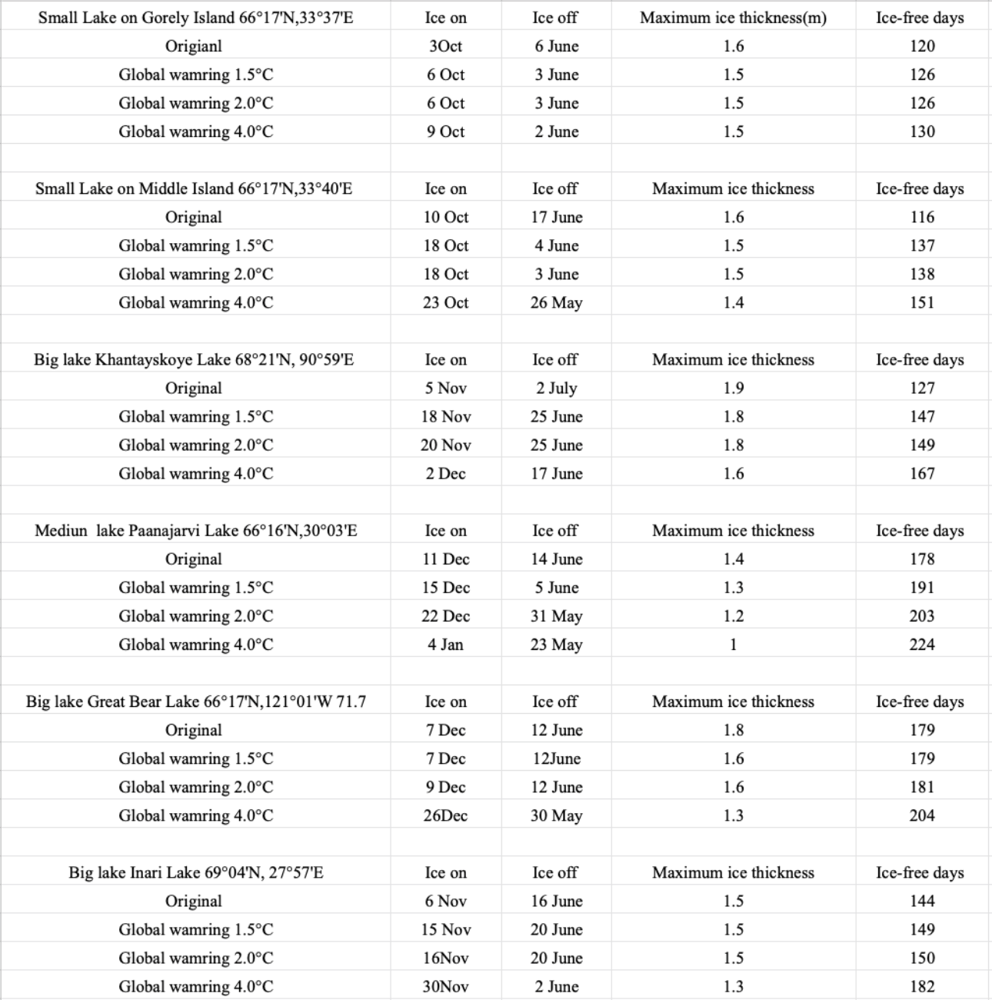 Small Lake on Gorely Island 66°17'N,33°37'E Ice on Ice off Maximum ice thickness(m) Ice-free days
Origianl 3Oct 6 June 1.6 120
Global wamring 1.5°C 6 Oct 3 June 1.5 126
Global wamring 2.0°C 6 Oct 3 June 1.5 126
Global wamring 4.0°C 9 Oct 2 June 1.5 130
Small Lake on Middle Island 66°17'N,33°40'E Ice on Ice off Maximum ice thickness Ice-free days
Original 10 Oct 17 June 1.6 116
Global wamring 1.5°C 18 Oct 4 June 1.5 137
Global wamring 2.0°C 18 Oct 3 June 1.5 138
Global wamring 4.0°C 23 Oct 26 May 1.4 151
Big lake Khantayskoye Lake 68°21'N, 90°59'E Ice on Ice off Maximum ice thickness Ice-free days
Original 5 Nov 2 July 1.9 127
Global wamring 1.5°C 18 Nov 25 June 1.8 147
Global wamring 2.0°C 20 Nov 25 June 1.8 149
Global wamring 4.0°C 2 Dec 17 June 1.6 167
Mediun lake Paanajarvi Lake 66°16'N,30°03'E Ice on Ice off Maximum ice thickness Ice-free days
Original 11 Dec 14 June 1.4 178
Global wamring 1.5°C 15 Dec 5 June 1.3 191
Global wamring 2.0°C 22 Dec 31 May 1.2 203
Global wamring 4.0°C 4 Jan 23 May 1 224
Big lake Great Bear Lake 66°17'N,121°01'W 71.7 Ice on Ice off Maximum ice thickness Ice-free days
Original 7 Dec 12 June 1.8 179
Global wamring 1.5°C 7 Dec 12June 1.6 179
Global wamring 2.0°C 9 Dec 12 June 1.6 181
Global wamring 4.0°C 26Dec 30 May 1.3 204
Big lake Inari Lake 69°04'N, 27°57'E Ice on Ice off Maximum ice thickness Ice-free days
Original 6 Nov 16 June 1.5 144
Global wamring 1.5°C 15 Nov 20 June 1.5 149
Global wamring 2.0°C 16Nov 20 June 1.5 150
Global wamring 4.0°C 30Nov 2 June 1.3 182